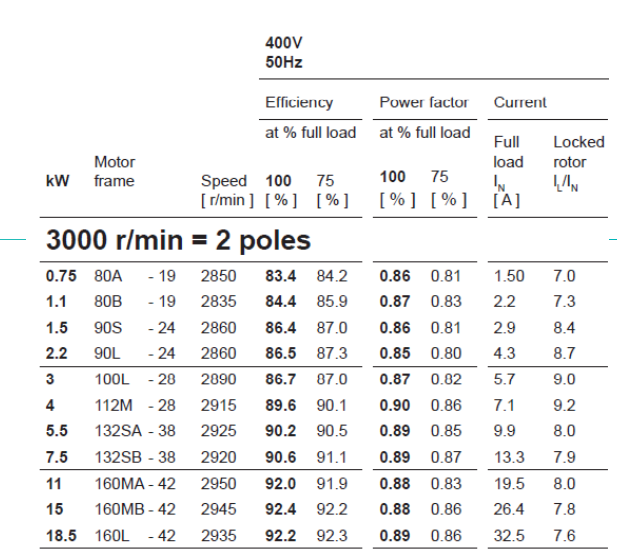 400V
50Hz
Efficiency Power factor Current
at % full load at % full load Full load I_N [ A ] Locked rotor I_L/I_N
kW Motor frame Speed [ r/min ] 100 [ % ] 75 [ % ] 100 [ % ] 75 [ % ]
3000 r/min = 2 poles
0.75 80A - 19 2850 83.4 84.2 0.86 0.81 1.50 7.0
1.1 80B - 19 2835 84.4 85.9 0.87 0.83 2.2 7.3
1.5 90S - 24 2860 86.4 87.0 0.86 0.81 2.9 8.4
2.2 90L - 24 2860 86.5 87.3 0.85 0.80 4.3 8.7
3 100L - 28 2890 86.7 87.0 0.87 0.82 5.7 9.0
4 112M - 28 2915 89.6 90.1 0.90 0.86 7.1 9.2
5.5 132SA - 38 2925 90.2 90.5 0.89 0.85 9.9 8.0
7.5 132SB - 38 2920 90.6 91.1 0.89 0.87 13.3 7.9
11 160MA - 42 2950 92.0 91.9 0.88 0.83 19.5 8.0
15 160MB - 42 2945 92.4 92.2 0.88 0.86 26.4 7.8
18.5 160L - 42 2935 92.2 92.3 0.89 0.86 32.5 7.6